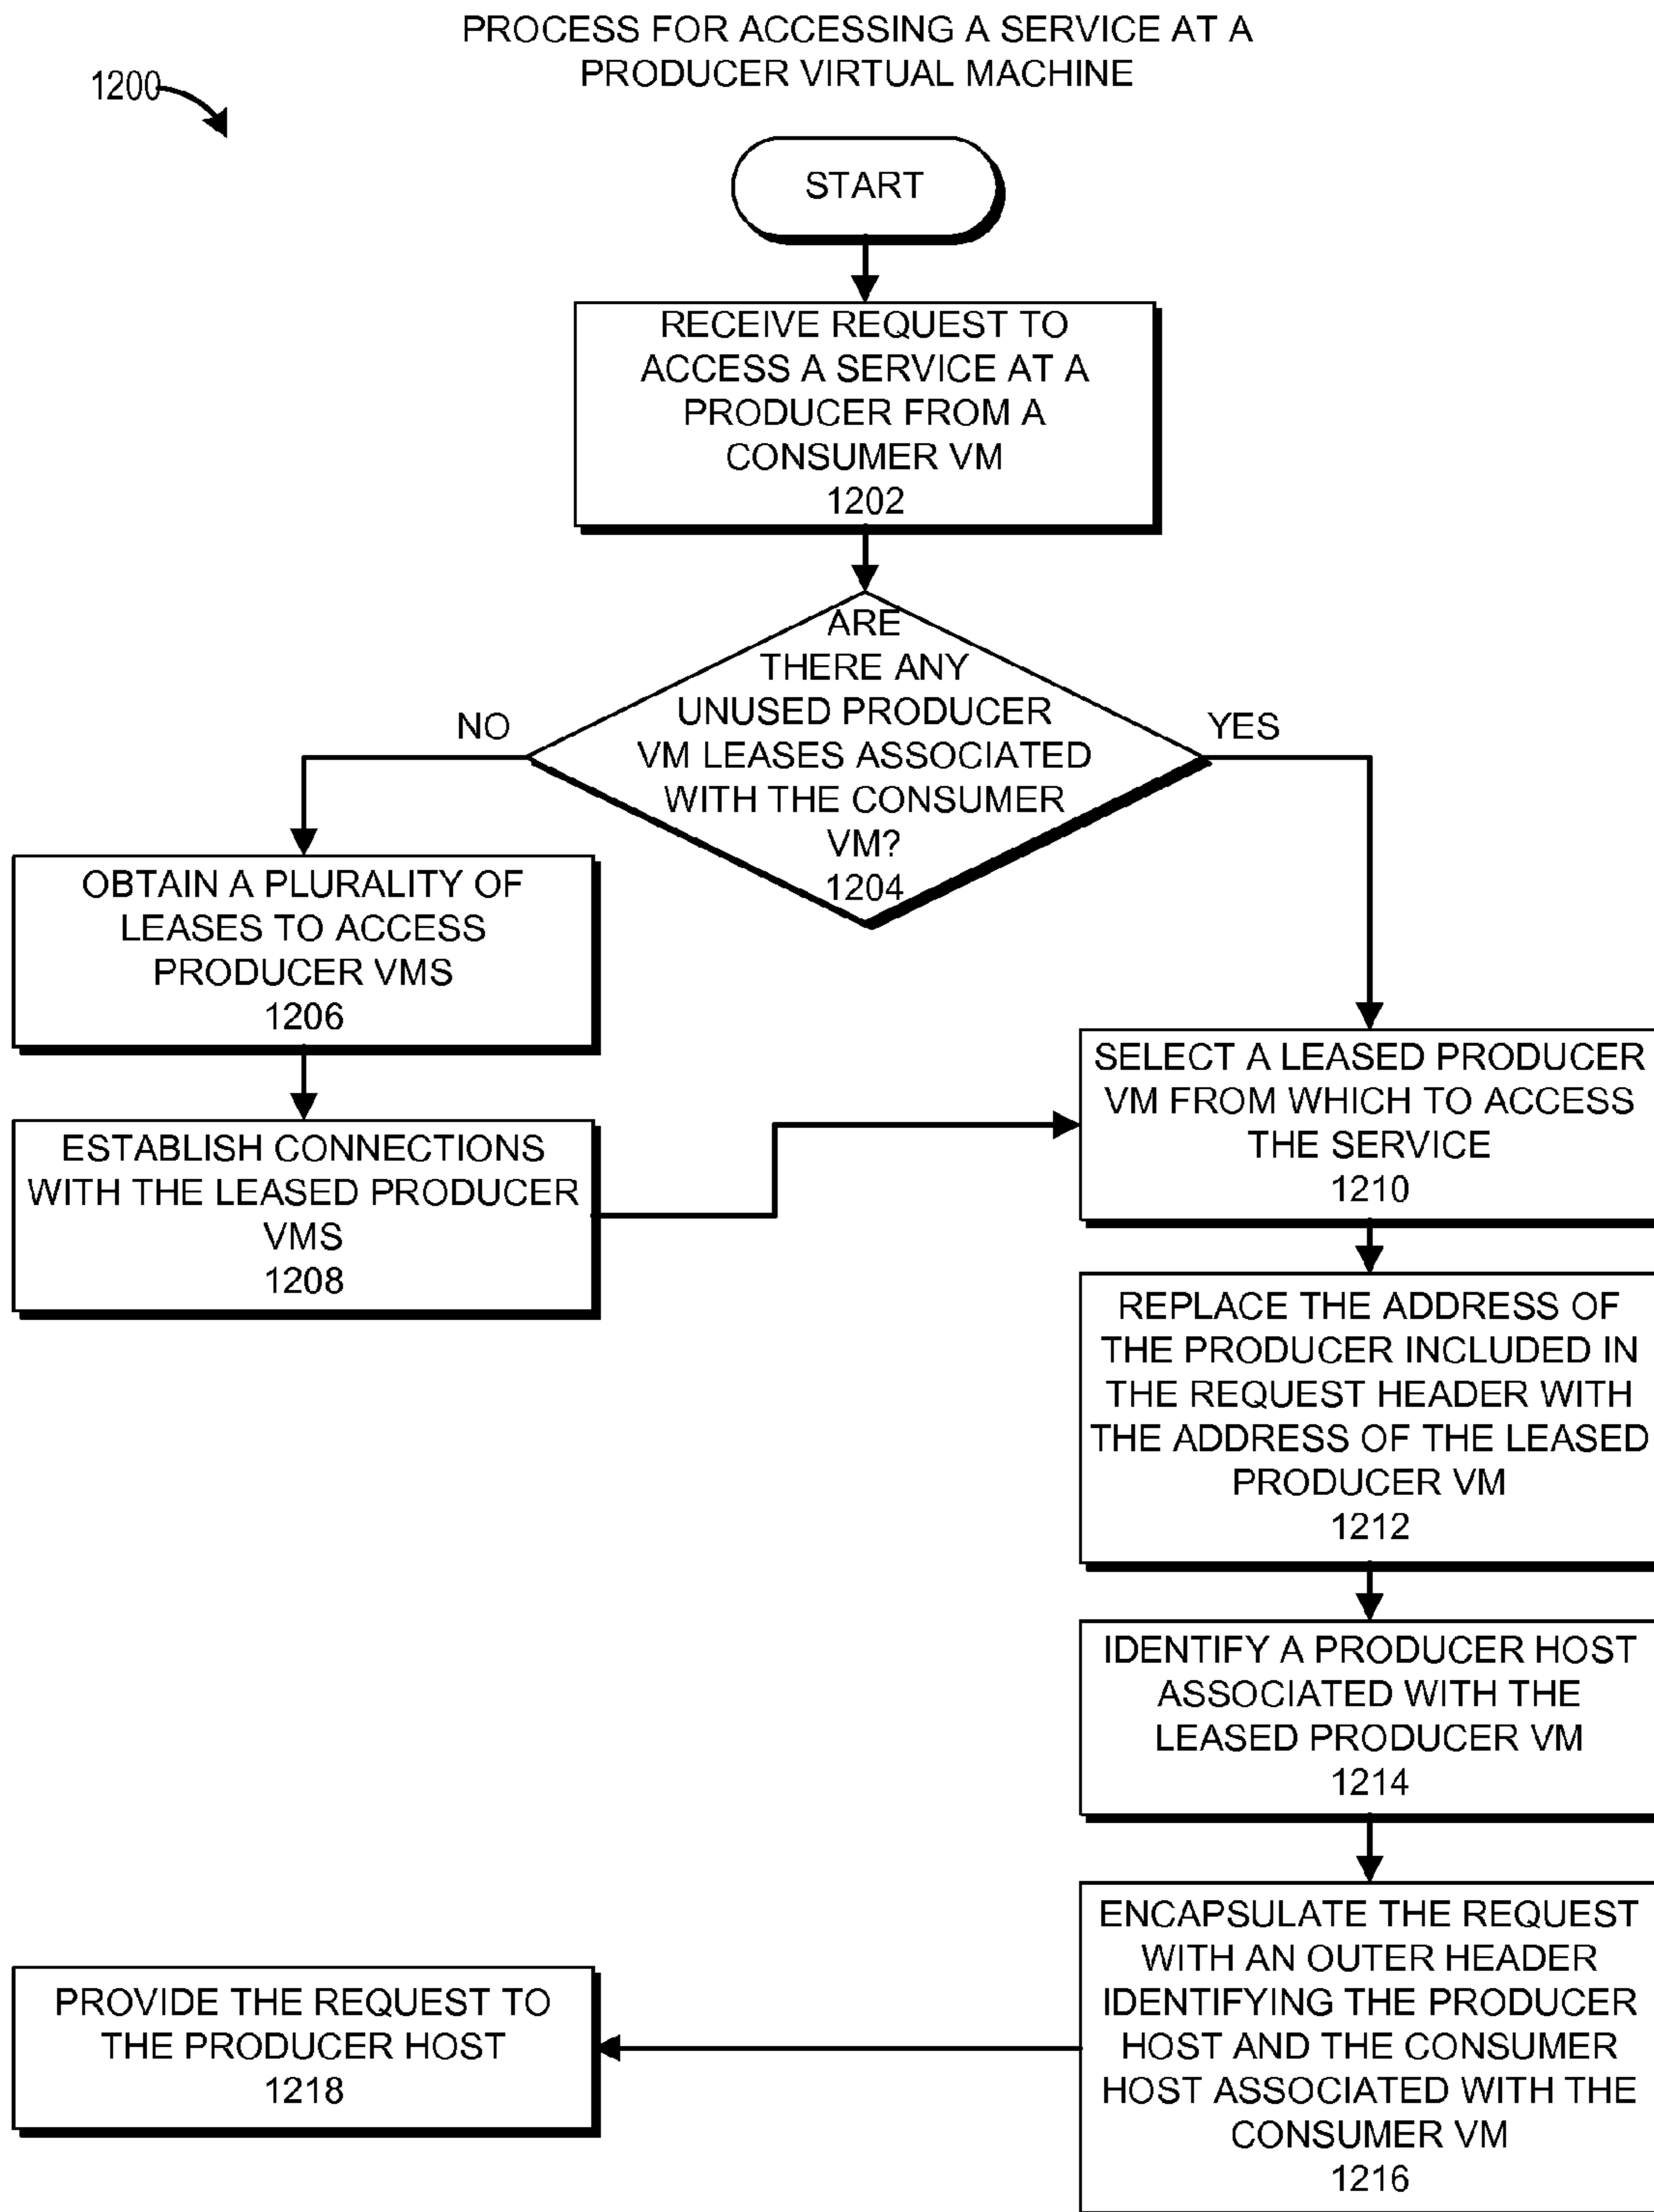 PROCESS FOR ACCESSING A SERVICE AT A
PRODUCER VIRTUAL MACHINE
1200
START
RECEIVE REQUEST TO
ACCESS A SERVICE AT A
PRODUCER FROM A
CONSUMER VM
1202
ARE
THERE ANY
UNUSED PRODUCER
VM LEASES ASSOCIATED
WITH THE CONSUMER
VM?
1204
NO
YES
OBTAIN A PLURALITY OF
LEASES TO ACCESS
PRODUCER VMS
1206
ESTABLISH CONNECTIONS
WITH THE LEASED PRODUCER
VMS
1208
SELECT A LEASED PRODUCER
VM FROM WHICH TO ACCESS
THE SERVICE
1210
REPLACE THE ADDRESS OF
THE PRODUCER INCLUDED IN
THE REQUEST HEADER WITH
THE ADDRESS OF THE LEASED
PRODUCER VM
1212
IDENTIFY A PRODUCER HOST
ASSOCIATED WITH THE
LEASED PRODUCER VM
1214
ENCAPSULATE THE REQUEST
WITH AN OUTER HEADER
IDENTIFYING THE PRODUCER
HOST AND THE CONSUMER
HOST ASSOCIATED WITH THE
CONSUMER VM
1216
PROVIDE THE REQUEST TO
THE PRODUCER HOST
1218